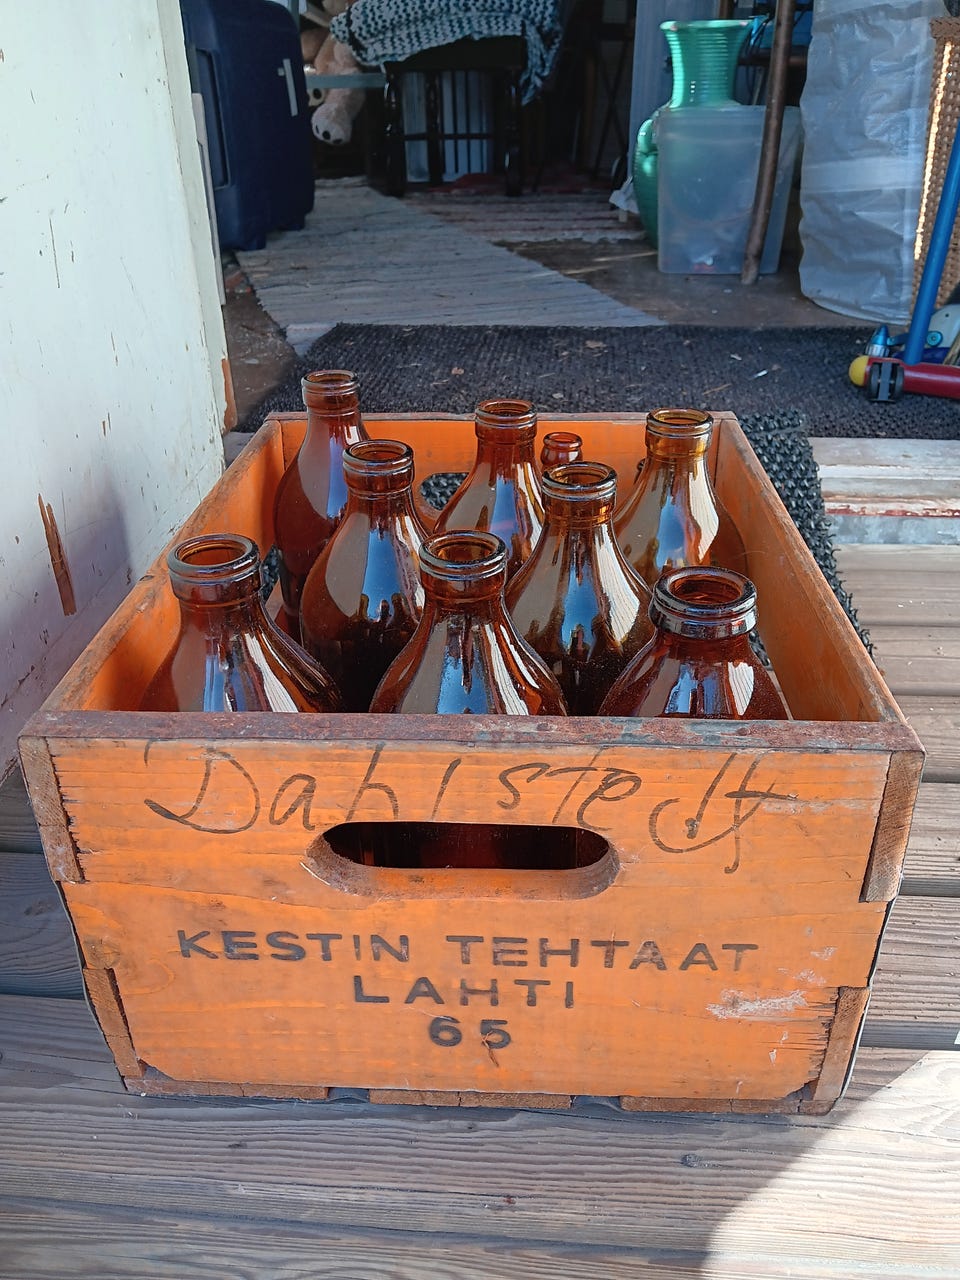 Dahlstedt
KESTIN TEHTAAT
LAHTI
65